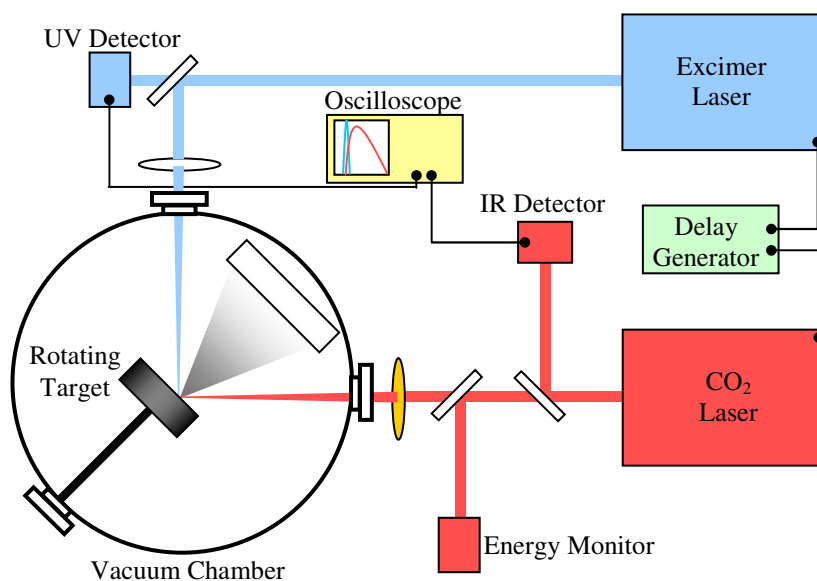 UV Detector
Excimer
Laser
Oscilloscope
IR Detector
Delay
Generator
Rotating
Target
CO₂
Laser
Energy Monitor
Vacuum Chamber